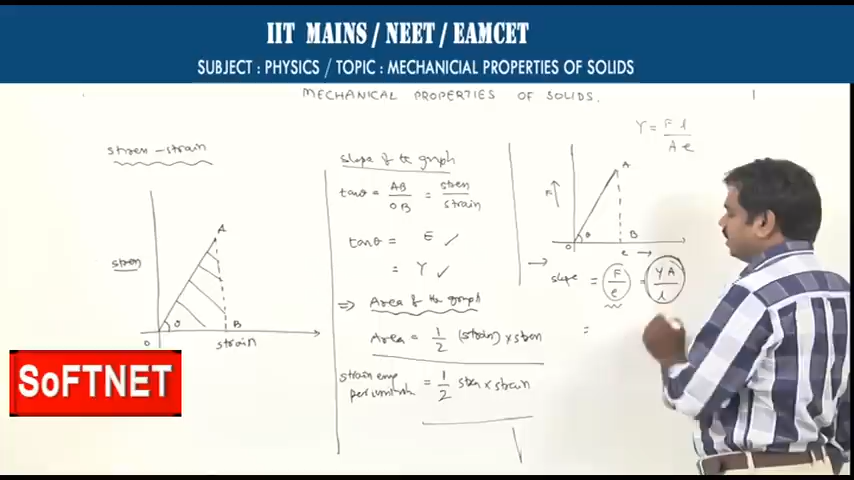 IIT MAINS / NEET / EAMCET
SUBJECT : PHYSICS / TOPIC : MECHANICIAL PROPERTIES OF SOLIDS
MECHANICAL PROPERTIES OF SOLIDS.
1
stress-strain
stress
A
θ
B
O
strain
SoFTNET
slope of the graph
tanθ = AB/OB = stress/strain
tanθ = E ✓
= Y ✓
⇒ Area of the graph
Area = 1/2 (strain) × stress
strain energy
per unit
= 1/2 stress × strain
Y = F l / A e
A
F ↑
θ
B
O
e →
→ slope = F/e = YA/l
=